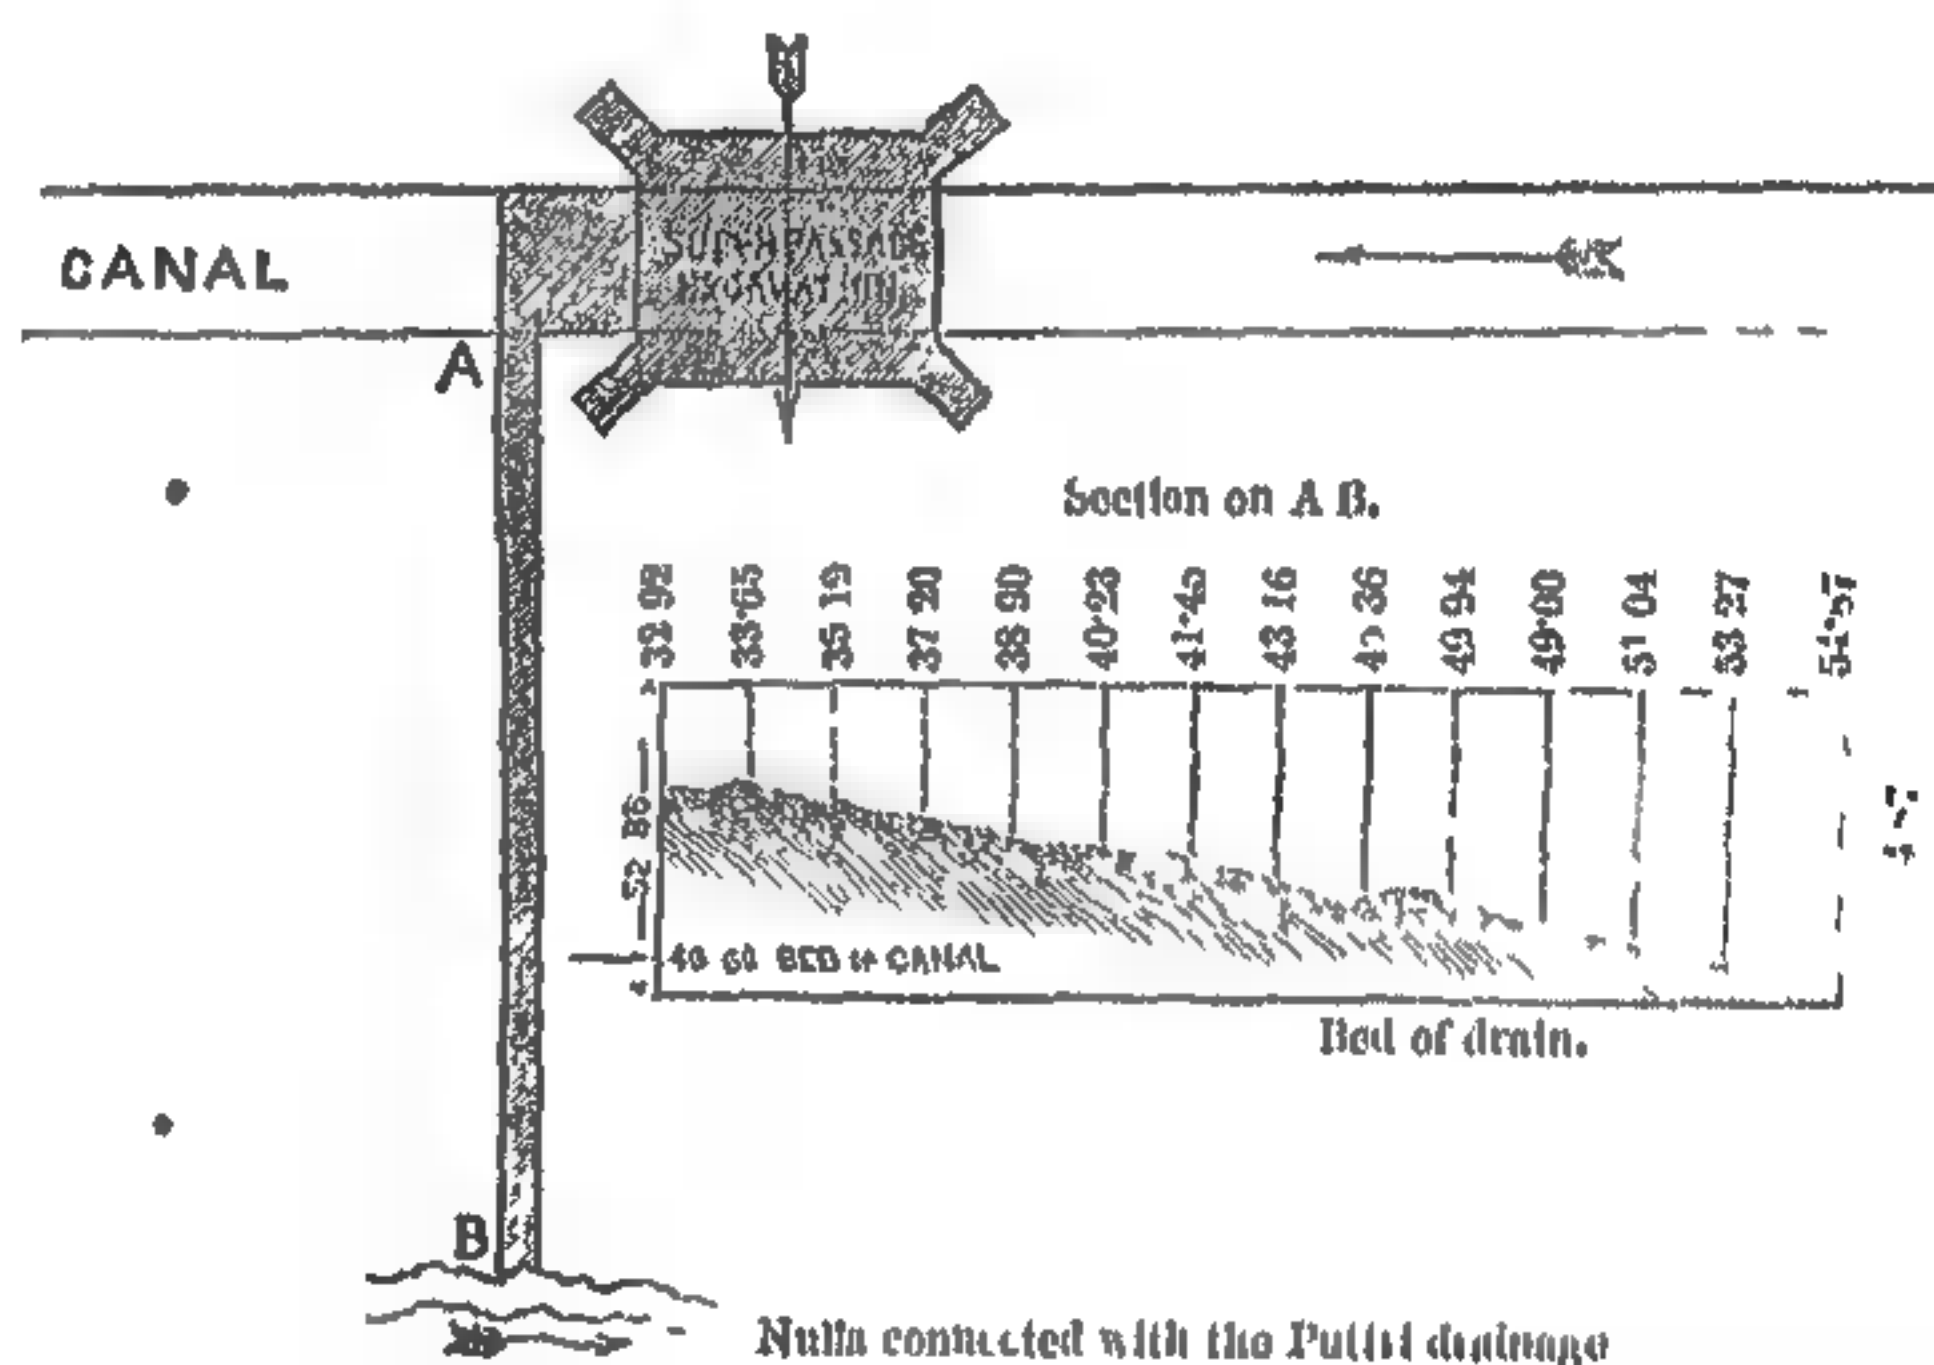 CANAL
A
Section on A B.
32 92
33·65
35 19
37 20
38 90
40·23
41·45
43 16
49 94
49·00
51 04
53 27
54·57
BED OF CANAL
Bed of drain.
B
Nulla connected with the drainage